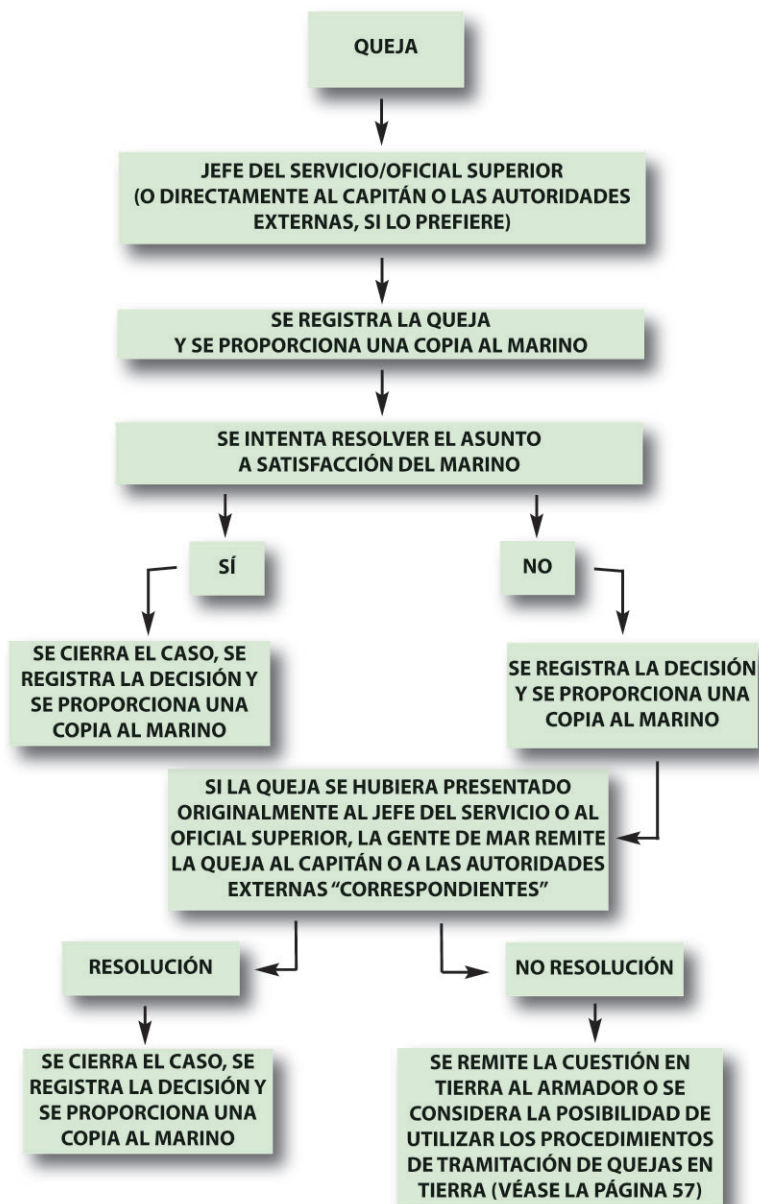 QUEJA
JEFE DEL SERVICIO/OFICIAL SUPERIOR
(O DIRECTAMENTE AL CAPITÁN O LAS AUTORIDADES
EXTERNAS, SI LO PREFIERE)
SE REGISTRA LA QUEJA
Y SE PROPORCIONA UNA COPIA AL MARINO
SE INTENTA RESOLVER EL ASUNTO
A SATISFACCIÓN DEL MARINO
SÍ
NO
SE CIERRA EL CASO, SE
REGISTRA LA DECISIÓN Y
SE PROPORCIONA UNA
COPIA AL MARINO
SE REGISTRA LA DECISIÓN
Y SE PROPORCIONA UNA
COPIA AL MARINO
SI LA QUEJA SE HUBIERA PRESENTADO
ORIGINALMENTE AL JEFE DEL SERVICIO O AL
OFICIAL SUPERIOR, LA GENTE DE MAR REMITE
LA QUEJA AL CAPITÁN O A LAS AUTORIDADES
EXTERNAS “CORRESPONDIENTES”
RESOLUCIÓN
NO RESOLUCIÓN
SE CIERRA EL CASO, SE
REGISTRA LA DECISIÓN Y
SE PROPORCIONA UNA
COPIA AL MARINO
SE REMITE LA CUESTIÓN EN
TIERRA AL ARMADOR O SE
CONSIDERA LA POSIBILIDAD DE
UTILIZAR LOS PROCEDIMIENTOS
DE TRAMITACIÓN DE QUEJAS EN
TIERRA (VÉASE LA PÁGINA 57)